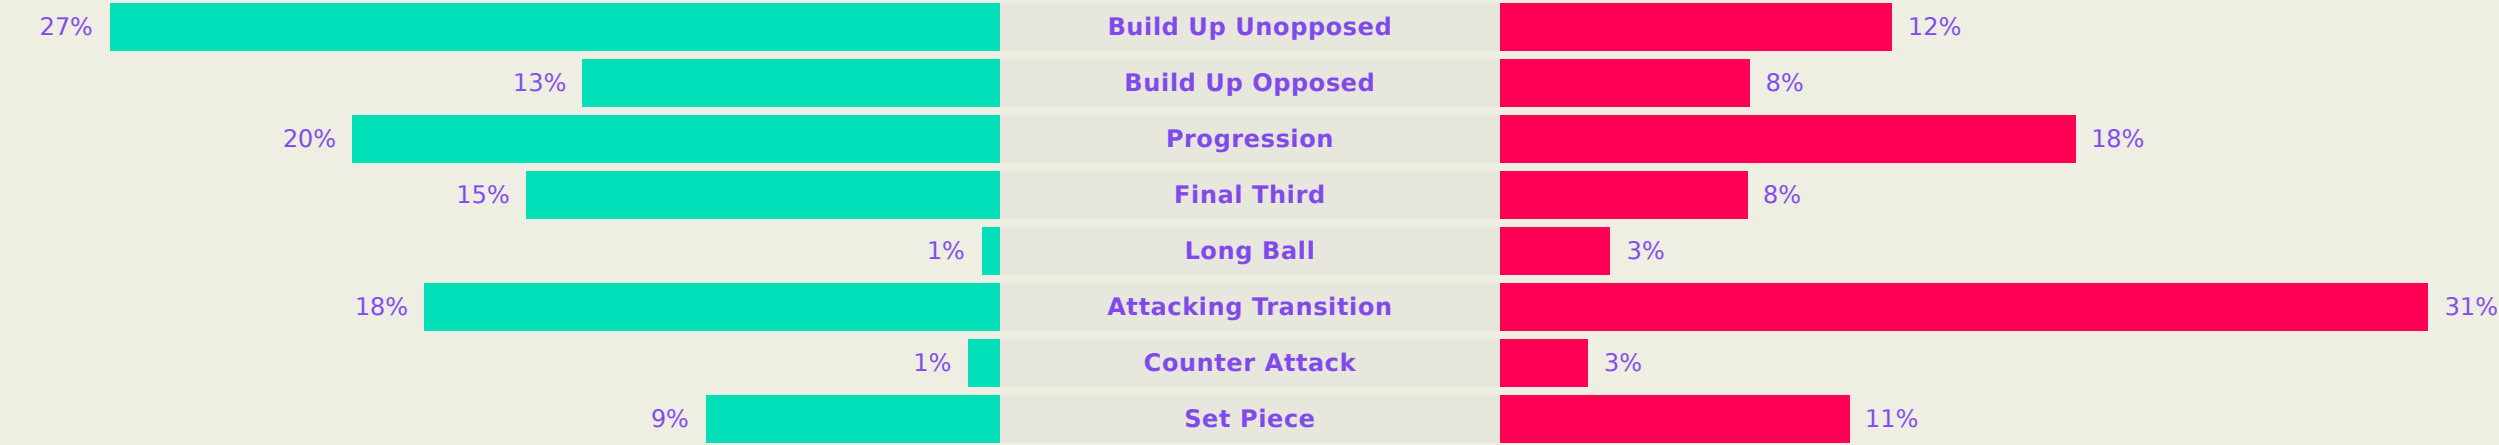 27% Build Up Unopposed 12%
13% Build Up Opposed 8%
20% Progression 18%
15% Final Third 8%
1% Long Ball 3%
18% Attacking Transition 31%
1% Counter Attack 3%
9% Set Piece 11%